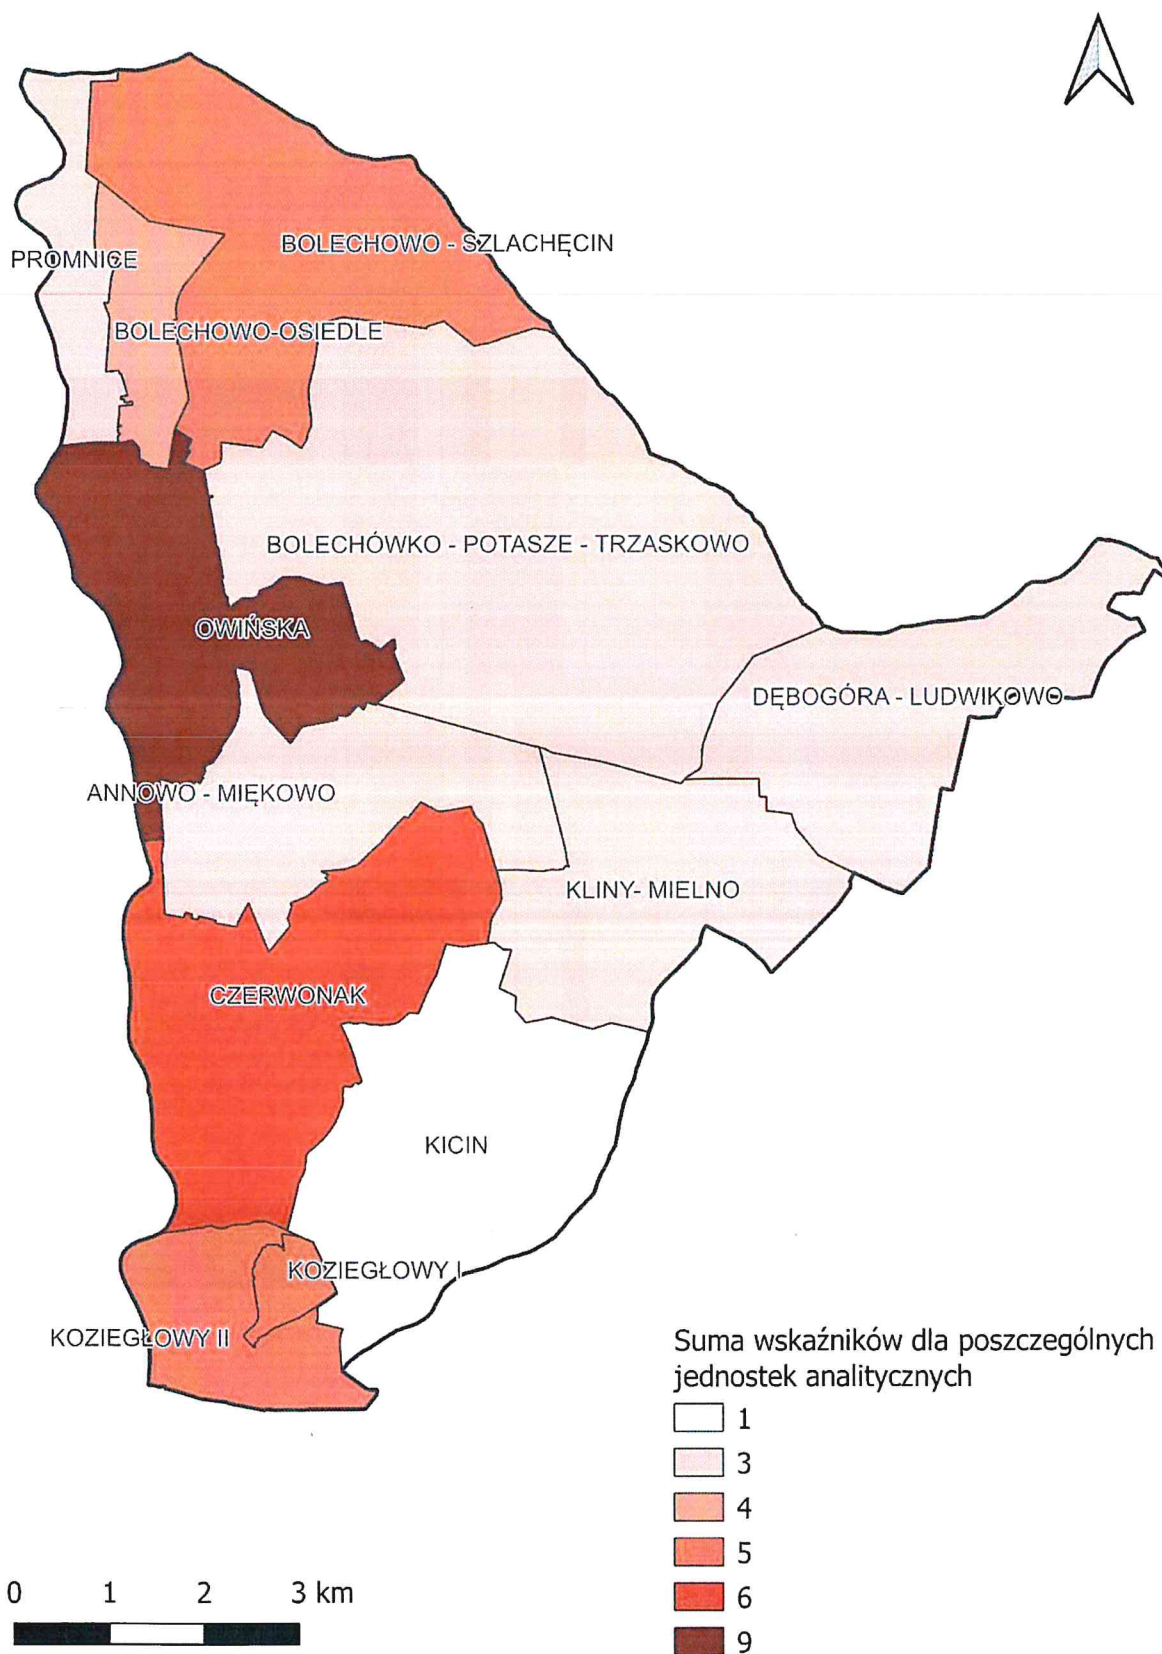 BOLECHOWO - SZLACHĘCIN
PROMNICE
BOLECHOWO-OSIEDLE
BOLECHÓWKO - POTASZE - TRZASKOWO
OWIŃSKA
DĘBOGÓRA - LUDWIKOWO
ANNOWO - MIĘKOWO
KLINY- MIELNO
CZERWONAK
KICIN
KOZIEGŁOWY I
KOZIEGŁOWY II
Suma wskaźników dla poszczególnych
jednostek analitycznych
1
3
4
5
6
9
0 1 2 3 km